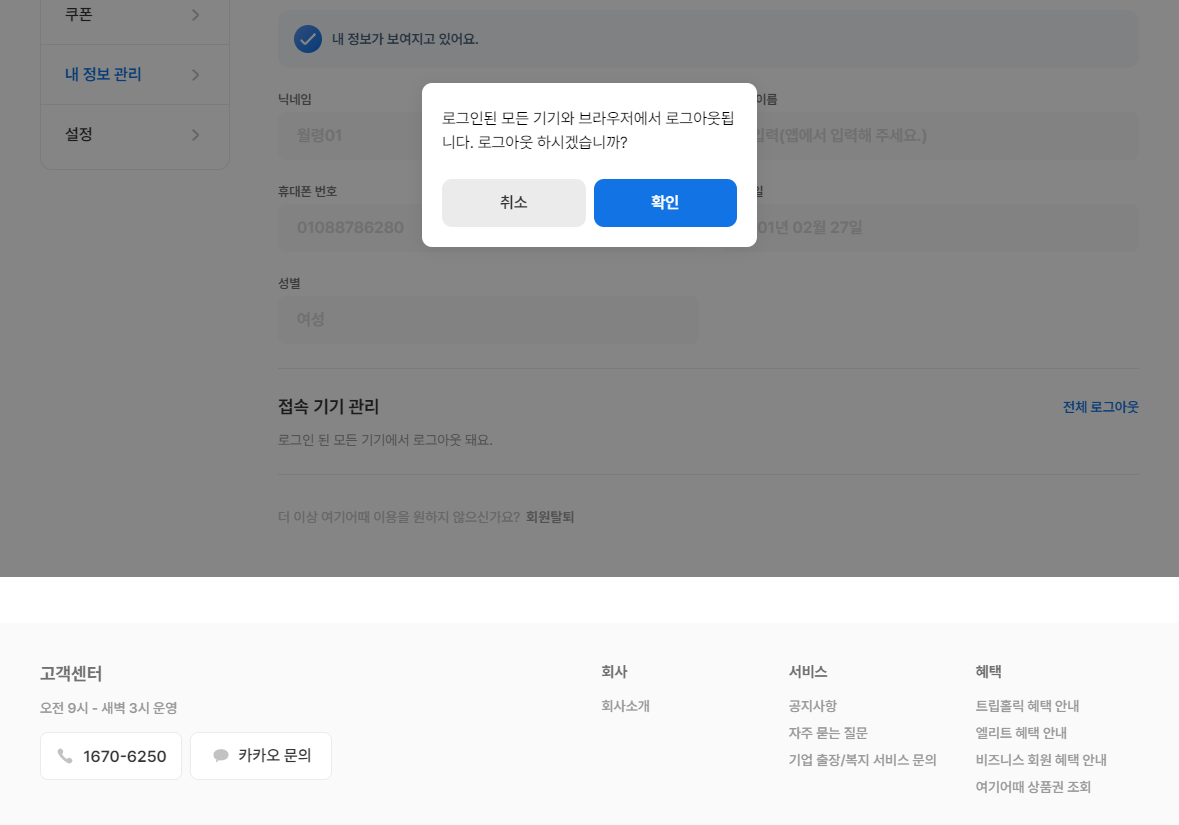 쿠폰
내 정보 관리
설정
내 정보가 보여지고 있어요.
닉네임
이름
월령01
입력(앱에서 입력해 주세요.)
휴대폰 번호
일
01088786280
01년 02월 27일
성별
여성
로그인된 모든 기기와 브라우저에서 로그아웃됩
니다. 로그아웃 하시겠습니까?
취소
확인
접속 기기 관리
전체 로그아웃
로그인 된 모든 기기에서 로그아웃 돼요.
더 이상 여기어때 이용을 원하지 않으신가요? 회원탈퇴
고객센터
오전 9시 - 새벽 3시 운영
1670-6250
카카오 문의
회사
회사소개
서비스
공지사항
자주 묻는 질문
기업 출장/복지 서비스 문의
혜택
트립홀릭 혜택 안내
엘리트 혜택 안내
비즈니스 회원 혜택 안내
여기어때 상품권 조회